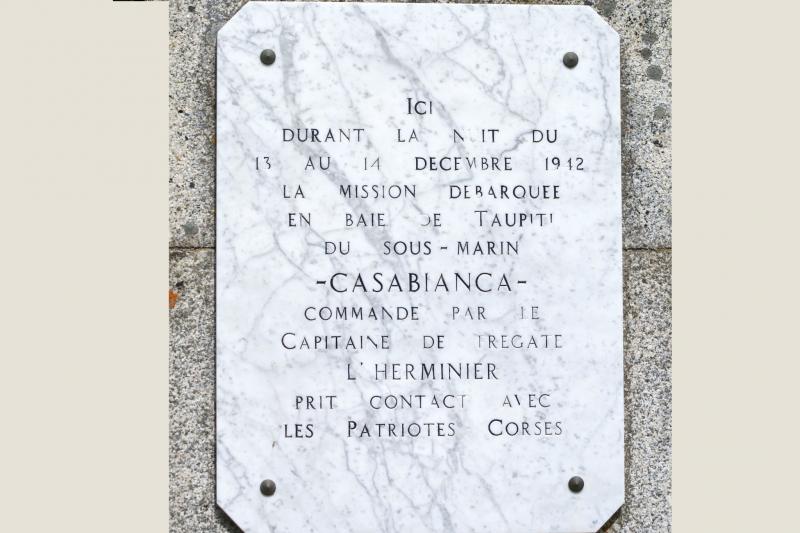 ICI
DURANT LA NUIT DU
13 AU 14 DECEMBRE 1942
LA MISSION DEBARQUEE
EN BAIE DE TAUPITI
DU SOUS-MARIN
-CASABIANCA-
COMMANDE PAR LE
CAPITAINE DE FREGATE
L'HERMINIER
PRIT CONTACT AVEC
LES PATRIOTES CORSES